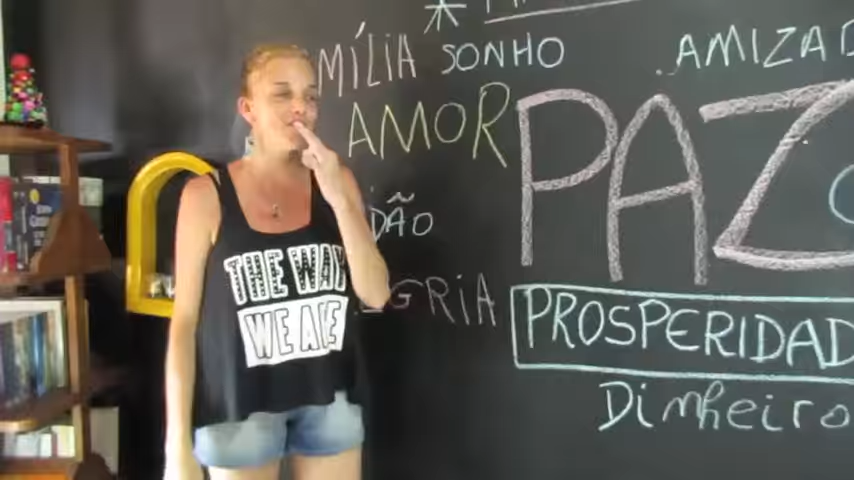 MÍLIA SONHO AMIZAD
AMOR PAZ
DÃO
GRIA PROSPERIDAD
Dinheiro
THE WAY
WE ARE